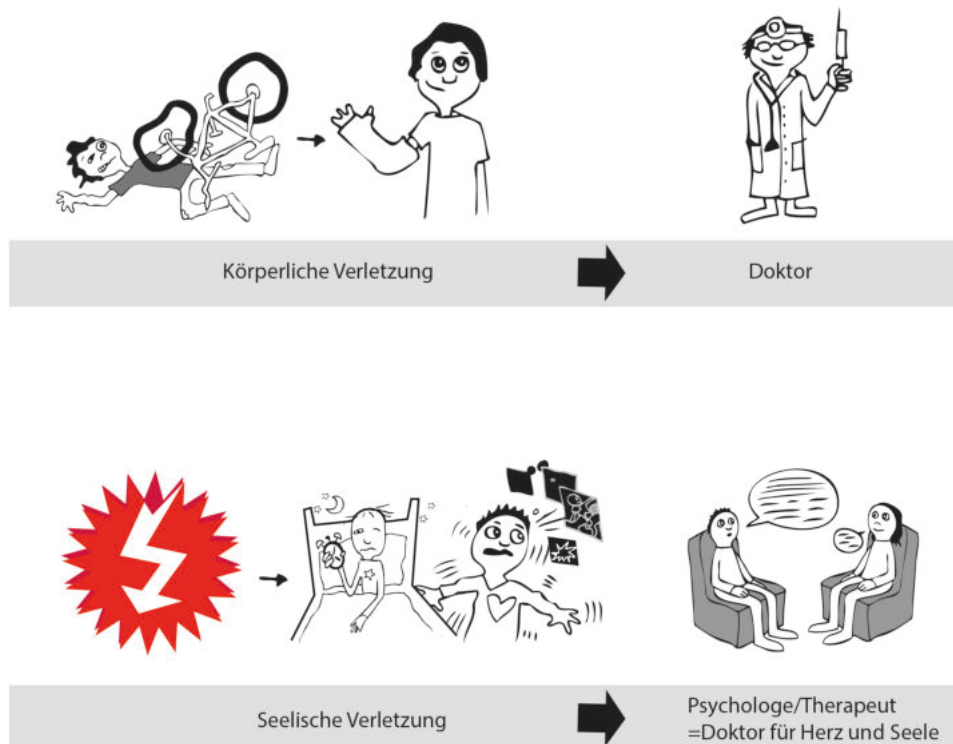 Körperliche Verletzung
Doktor
Seelische Verletzung
Psychologe/Therapeut
=Doktor für Herz und Seele